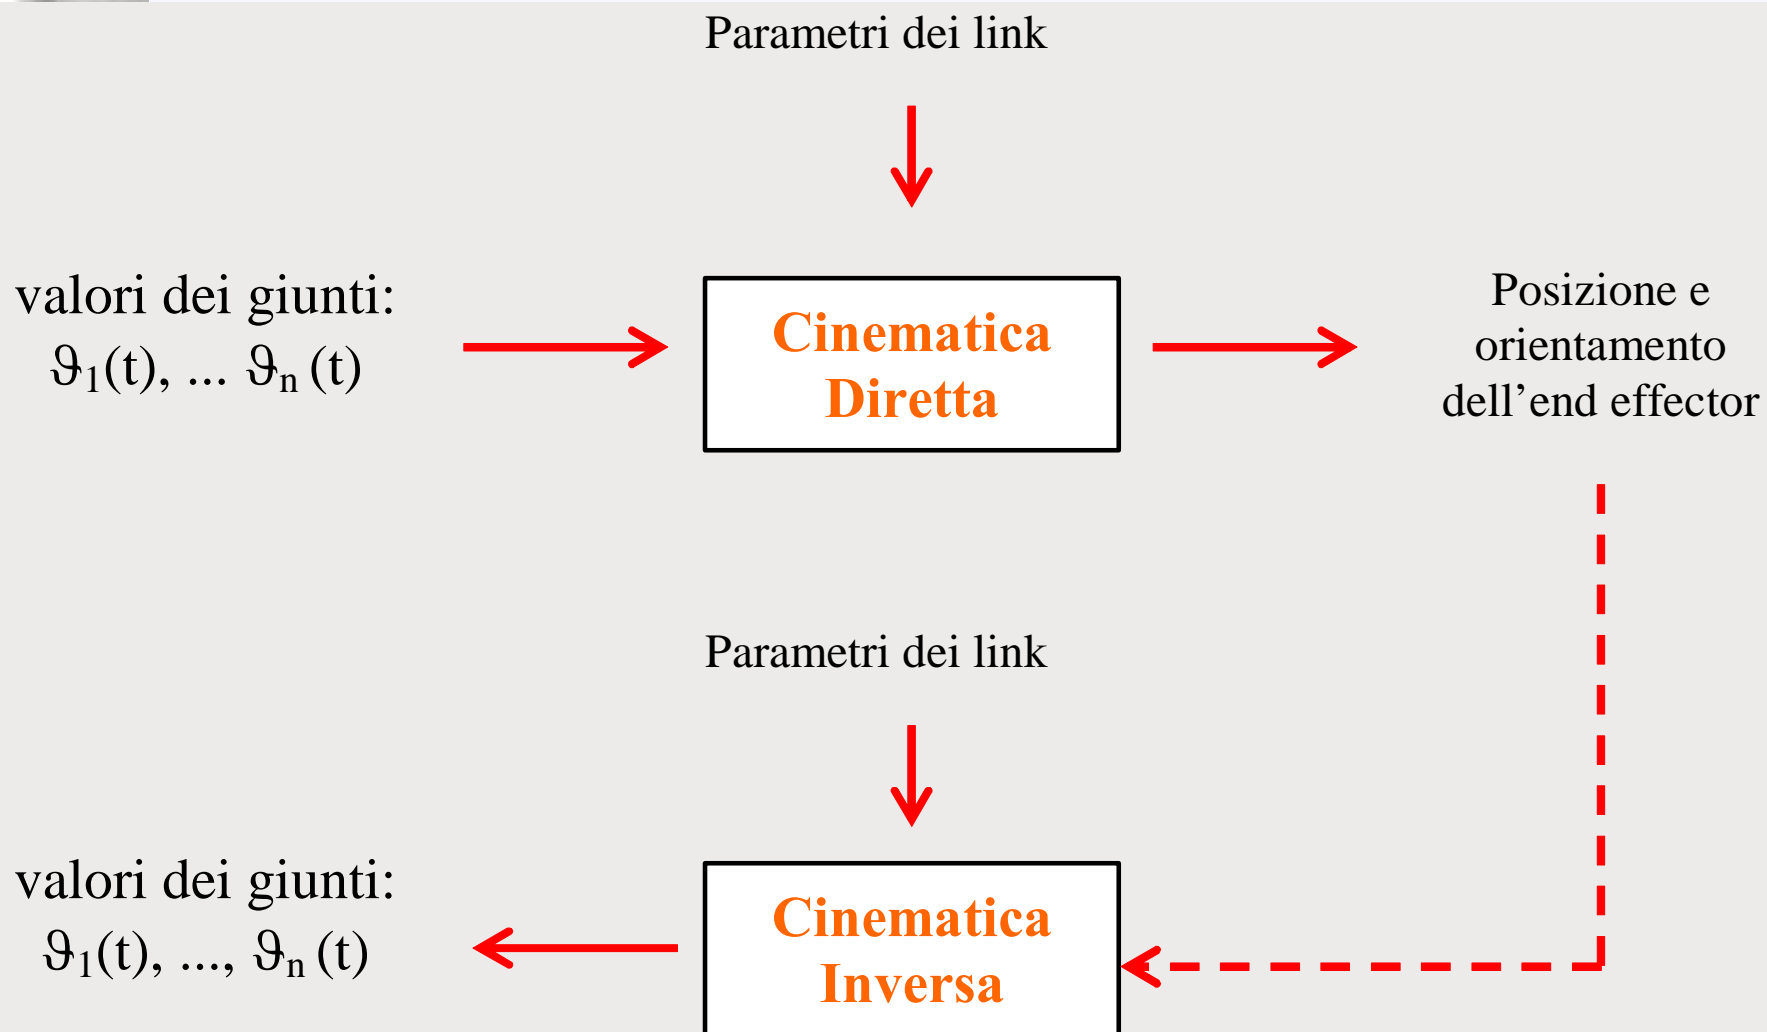 Parametri dei link
valori dei giunti:
ϑ₁(t), ... ϑₙ (t)
Cinematica
Diretta
Posizione e
orientamento
dell’end effector
Parametri dei link
valori dei giunti:
ϑ₁(t), ..., ϑₙ (t)
Cinematica
Inversa